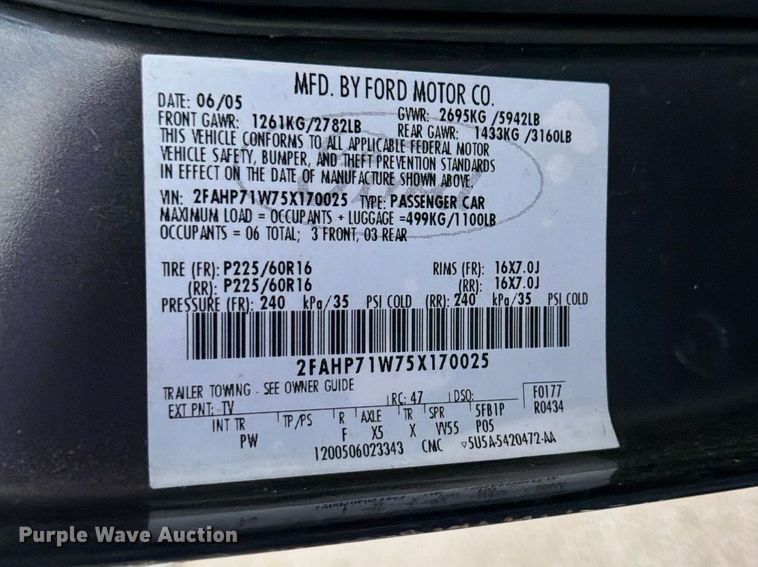 MFD. BY FORD MOTOR CO.
DATE: 06/05 GVWR: 2695KG /5942LB
FRONT GAWR: 1261KG/2782LB REAR GAWR: 1433KG /3160LB
THIS VEHICLE CONFORMS TO ALL APPLICABLE FEDERAL MOTOR
VEHICLE SAFETY, BUMPER, AND THEFT PREVENTION STANDARDS
IN EFFECT ON THE DATE OF MANUFACTURE SHOWN ABOVE.
VIN: 2FAHP71W75X170025 TYPE: PASSENGER CAR
MAXIMUM LOAD = OCCUPANTS + LUGGAGE =499KG/1100LB
OCCUPANTS = 06 TOTAL; 3 FRONT, 03 REAR
TIRE (FR): P225/60R16 RIMS (FR): 16X7.0J
(RR): P225/60R16 (RR): 16X7.0J
PRESSURE (FR): 240 kPa/35 PSI COLD (RR): 240 kPa/35 PSI COLD
2FAHP71W75X170025
TRAILER TOWING - SEE OWNER GUIDE
EXT PNT: TV RC: 47 DSO: F0177
INT TR TP/PS R AXLE TR SPR 5FB1P R0434
PW F X5 X VV55 P05
1200506023343 CNC ▽5U5A-5420472-AA
Purple Wave Auction